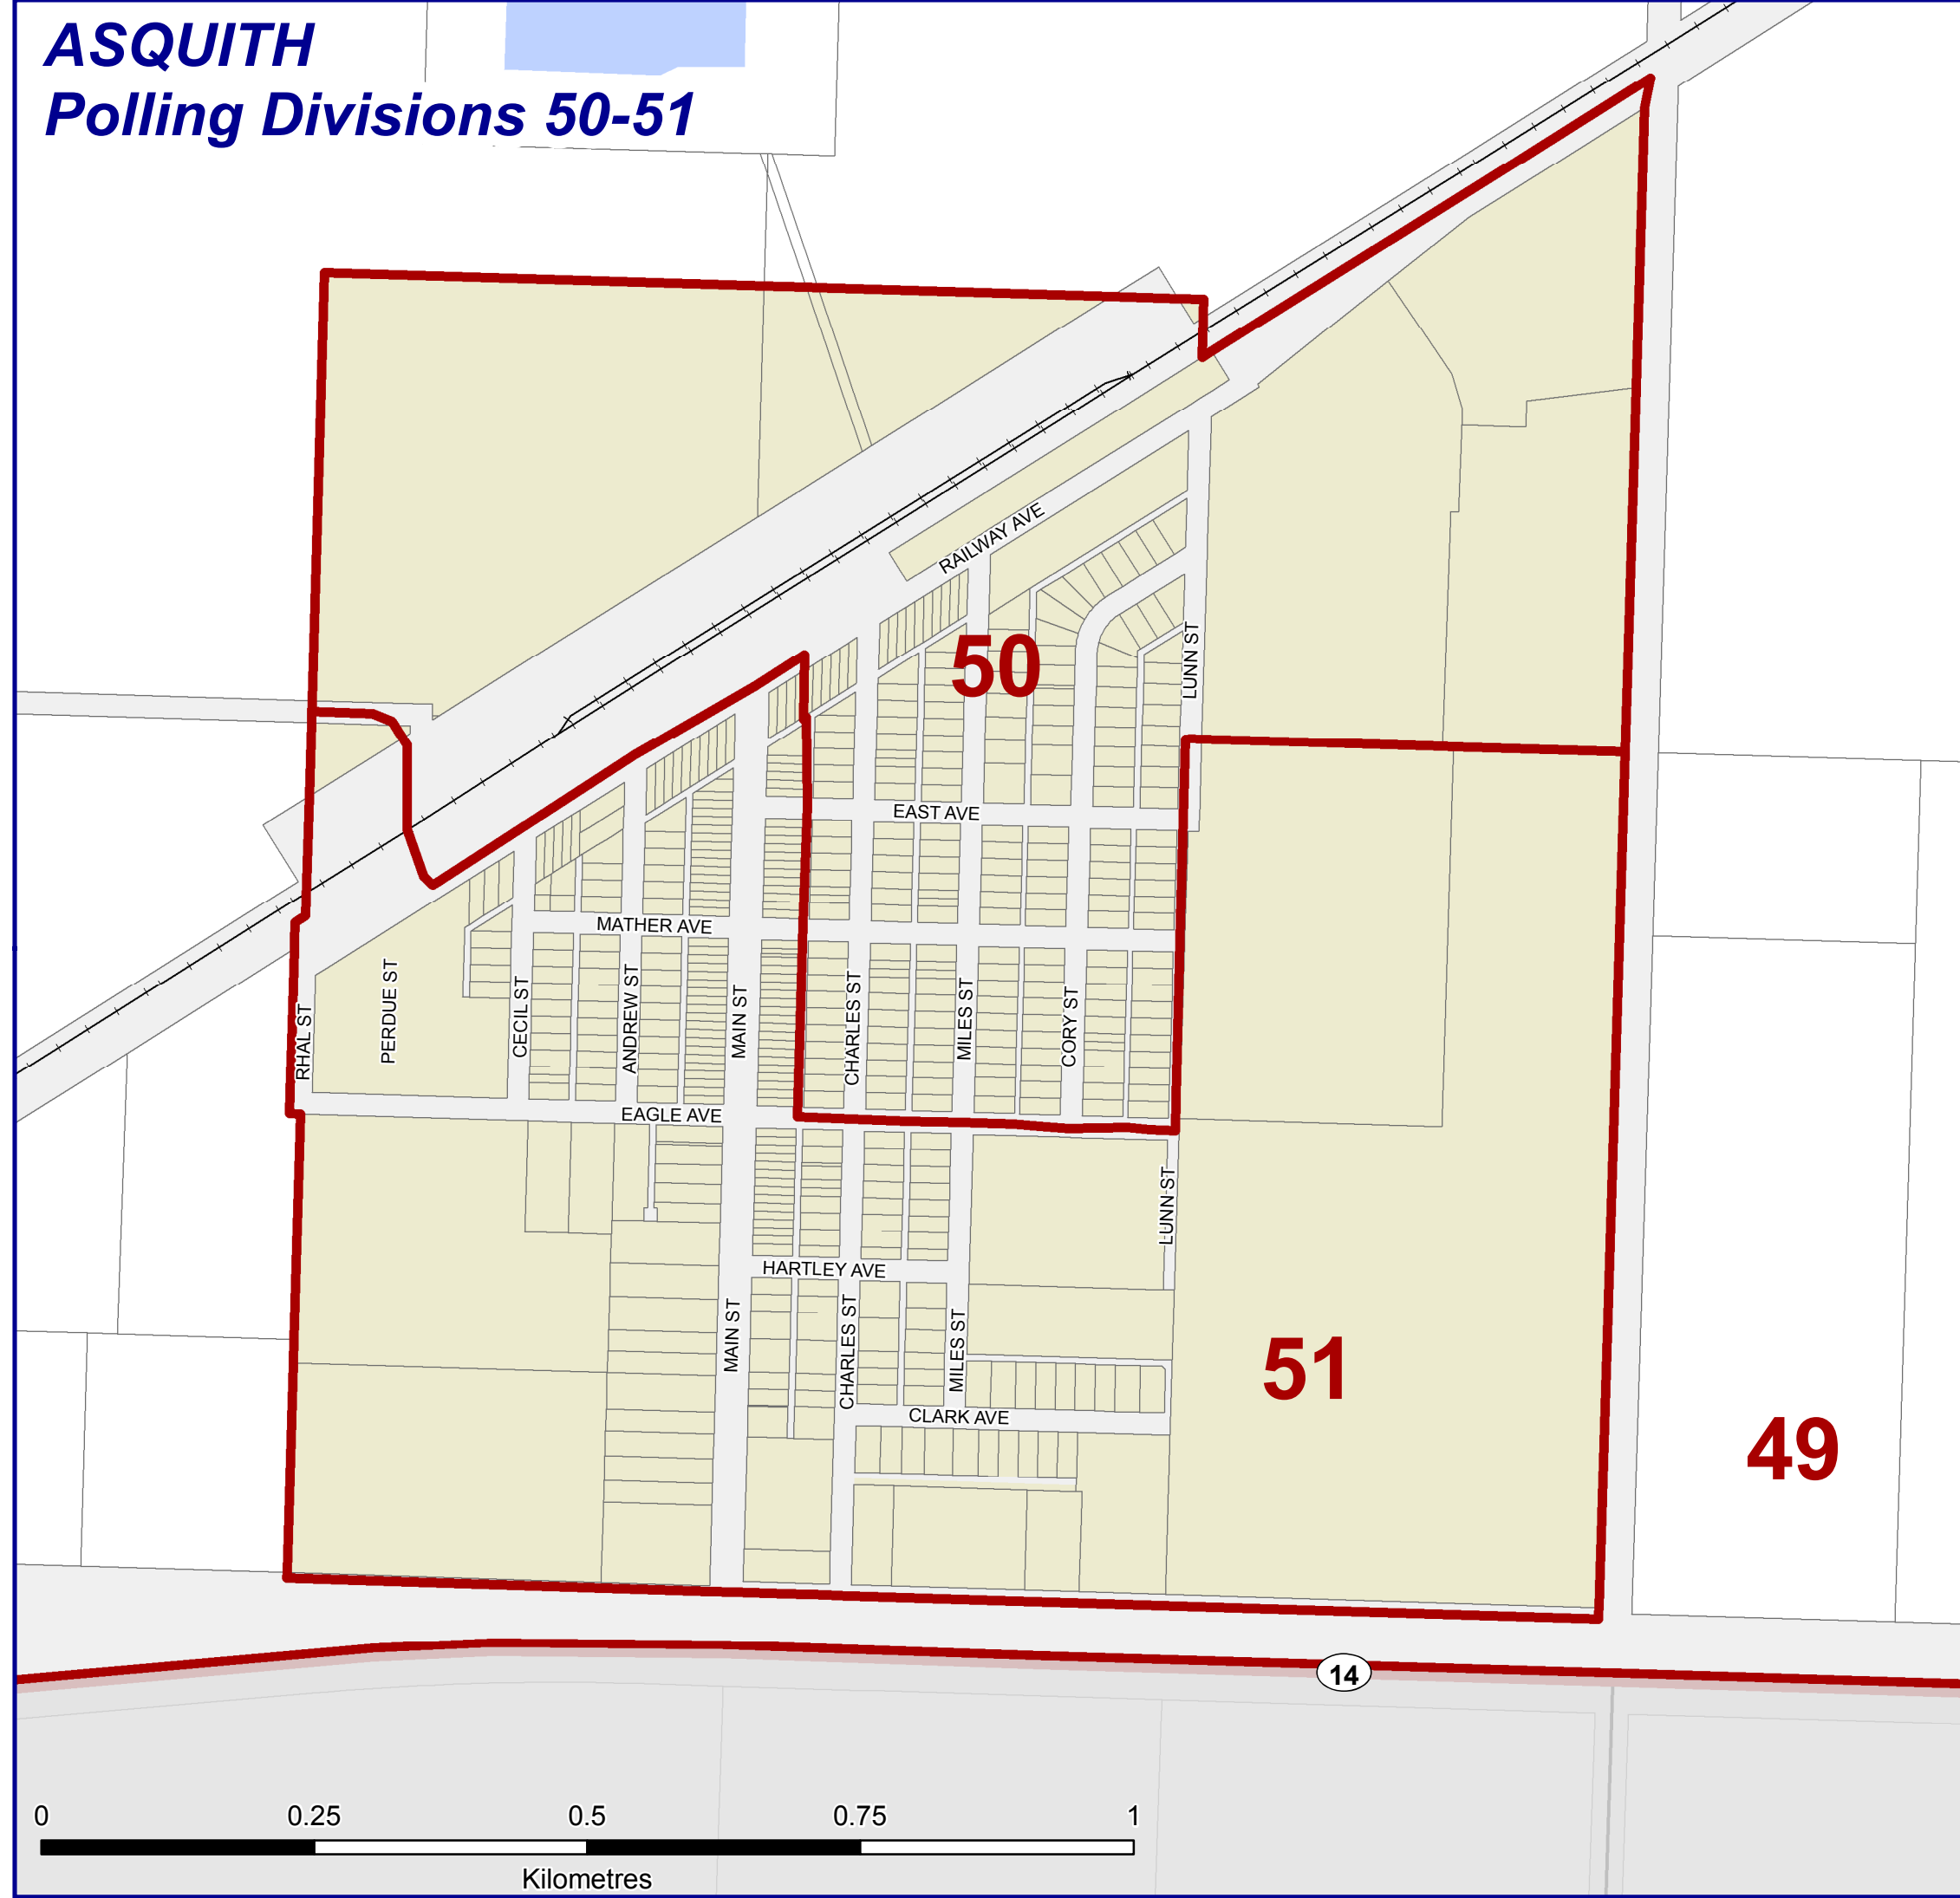 ASQUITH
Polling Divisions 50-51
RAILWAY AVE
50
LUNN ST
EAST AVE
MATHER AVE
RHAL ST
PERDUE ST
CECIL ST
ANDREW ST
MAIN ST
CHARLES ST
MILES ST
CORY ST
EAGLE AVE
LUNN ST
HARTLEY AVE
MAIN ST
CHARLES ST
MILES ST
51
CLARK AVE
49
14
0 0.25 0.5 0.75 1
Kilometres